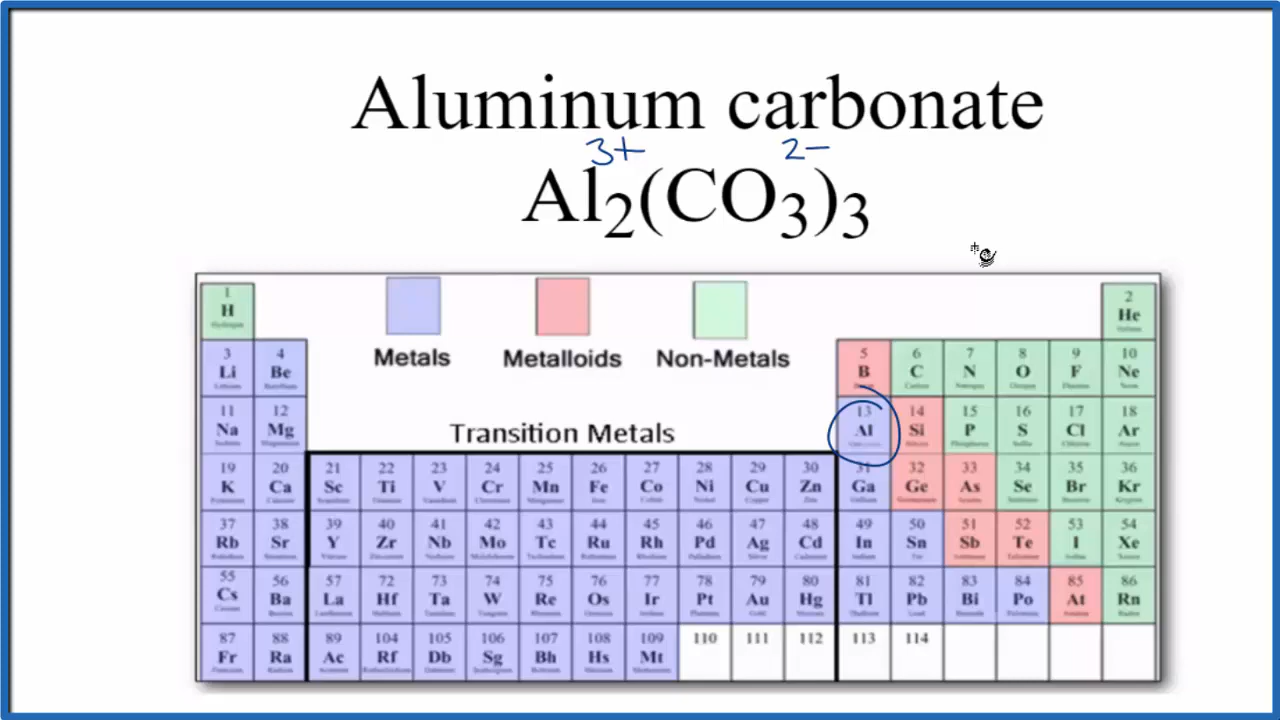 Aluminum carbonate
3+ 2-
Al2(CO3)3
1 2
H He
Metals Metalloids Non-Metals
3 4 5 6 7 8 9 10
Li Be B C N O F Ne
11 12 13 14 15 16 17 18
Na Mg Transition Metals Al Si P S Cl Ar
19 20 21 22 23 24 25 26 27 28 29 30 31 32 33 34 35 36
K Ca Sc Ti V Cr Mn Fe Co Ni Cu Zn Ga Ge As Se Br Kr
37 38 39 40 41 42 43 44 45 46 47 48 49 50 51 52 53 54
Rb Sr Y Zr Nb Mo Tc Ru Rh Pd Ag Cd In Sn Sb Te I Xe
55 56 57 72 73 74 75 76 77 78 79 80 81 82 83 84 85 86
Cs Ba La Hf Ta W Re Os Ir Pt Au Hg Tl Pb Bi Po At Rn
87 88 89 104 105 106 107 108 109 110 111 112 113 114
Fr Ra Ac Rf Db Sg Bh Hs Mt